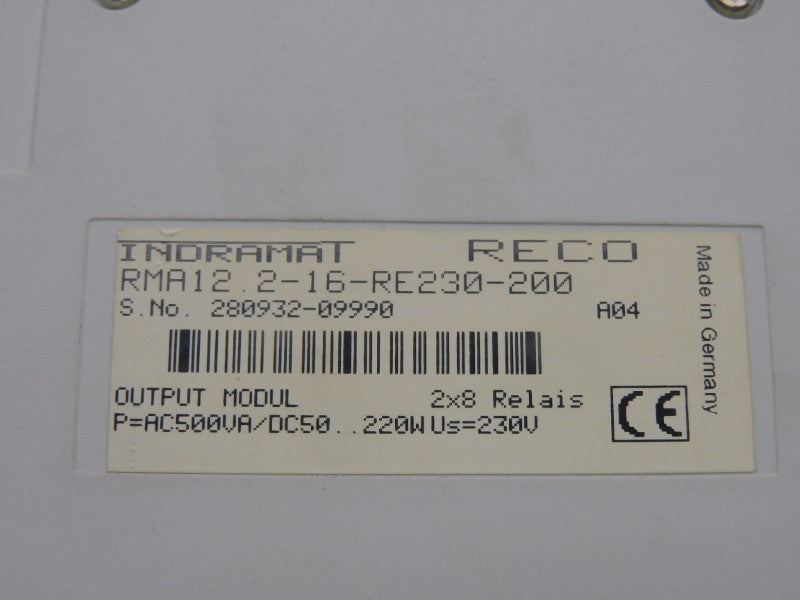 INDRAMAT RECO
RMA12.2-16-RE230-200
S.No. 280932-09990 A04
OUTPUT MODUL 2x8 Relais
P=AC500VA/DC50..220W Us=230V
CE
Made in Germany